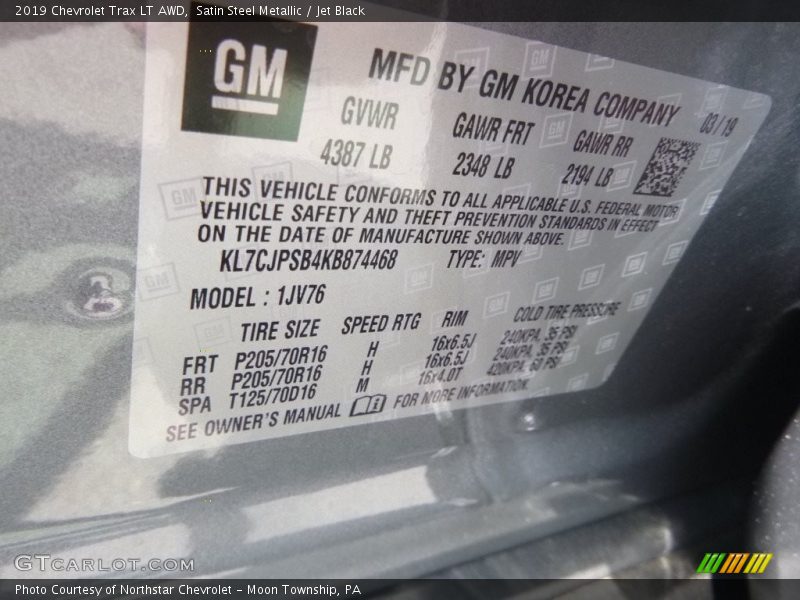 2019 Chevrolet Trax LT AWD, Satin Steel Metallic / Jet Black
GM
MFD BY GM KOREA COMPANY
03/19
GVWR GAWR FRT GAWR RR
4387 LB 2348 LB 2194 LB
THIS VEHICLE CONFORMS TO ALL APPLICABLE U.S. FEDERAL MOTOR
VEHICLE SAFETY AND THEFT PREVENTION STANDARDS IN EFFECT
ON THE DATE OF MANUFACTURE SHOWN ABOVE.
KL7CJPSB4KB874468 TYPE: MPV
MODEL : 1JV76
TIRE SIZE SPEED RTG RIM COLD TIRE PRESSURE
FRT P205/70R16 H 16x6.5J 240KPA, 35 PSI
RR P205/70R16 H 16x6.5J 240KPA, 35 PSI
SPA T125/70D16 M 16x4.0T 420KPA, 60 PSI
SEE OWNER'S MANUAL FOR MORE INFORMATION.
GTCARLOT.COM
Photo Courtesy of Northstar Chevrolet - Moon Township, PA